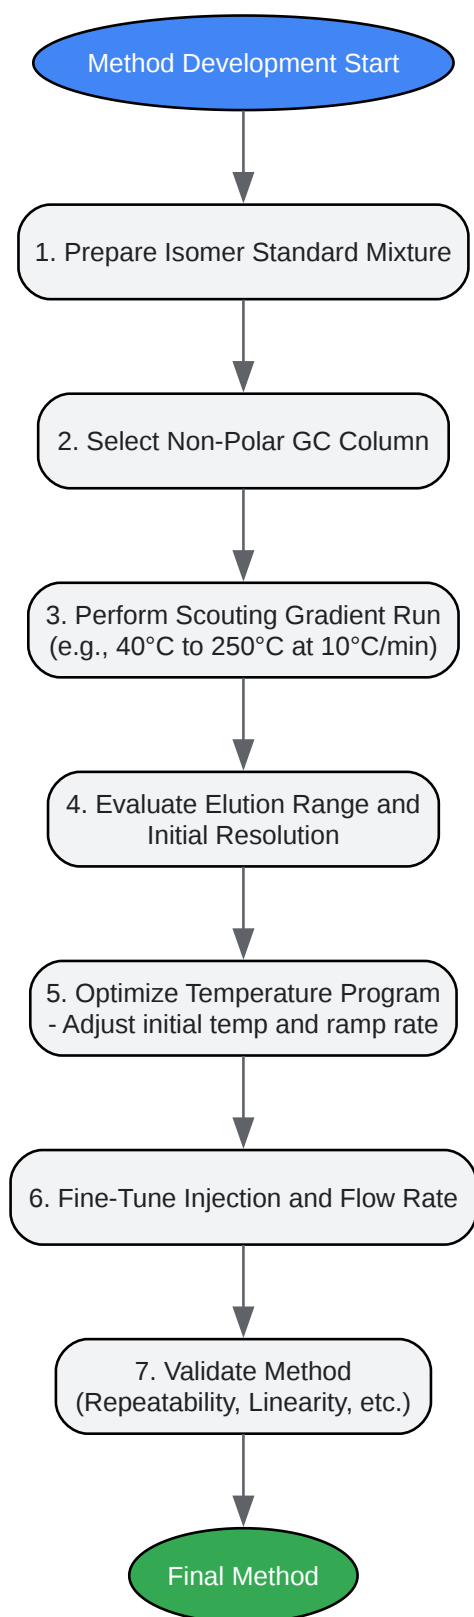 Method Development Start
1. Prepare Isomer Standard Mixture
2. Select Non-Polar GC Column
3. Perform Scouting Gradient Run
(e.g., 40°C to 250°C at 10°C/min)
4. Evaluate Elution Range and
Initial Resolution
5. Optimize Temperature Program
- Adjust initial temp and ramp rate
6. Fine-Tune Injection and Flow Rate
7. Validate Method
(Repeatability, Linearity, etc.)
Final Method